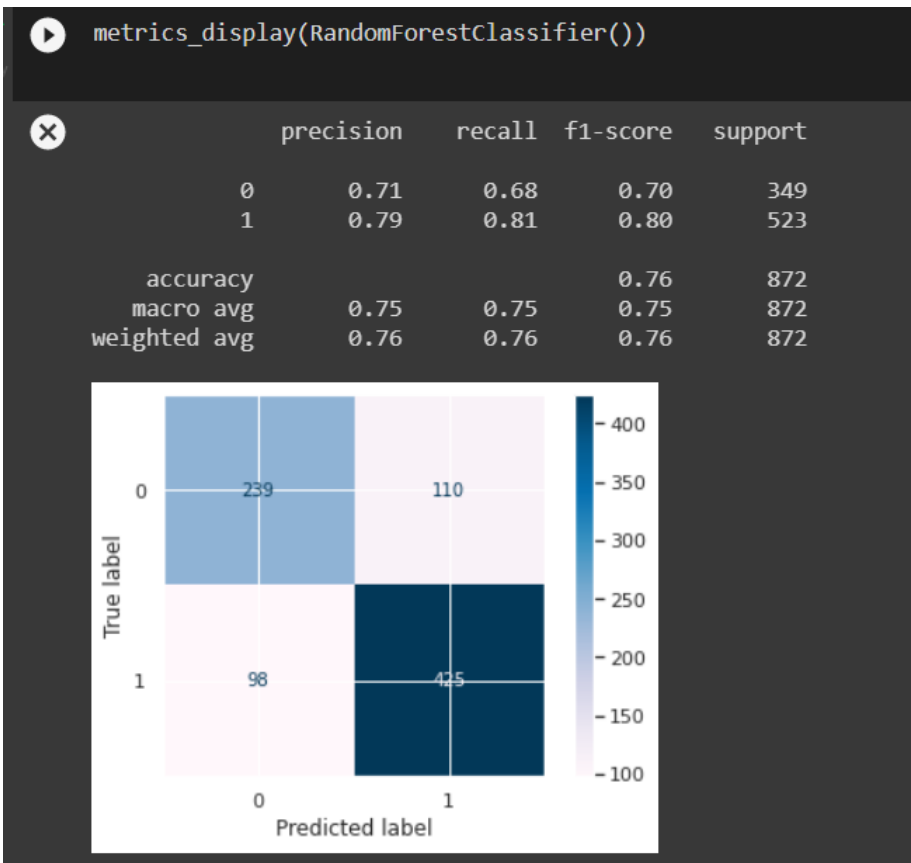 metrics_display(RandomForestClassifier())
precision recall f1-score support
0 0.71 0.68 0.70 349
1 0.79 0.81 0.80 523
accuracy 0.76 872
macro avg 0.75 0.75 0.75 872
weighted avg 0.76 0.76 0.76 872
400
0 239 110 350
300
True label
250
200
1 98 425
150
100
0 1
Predicted label